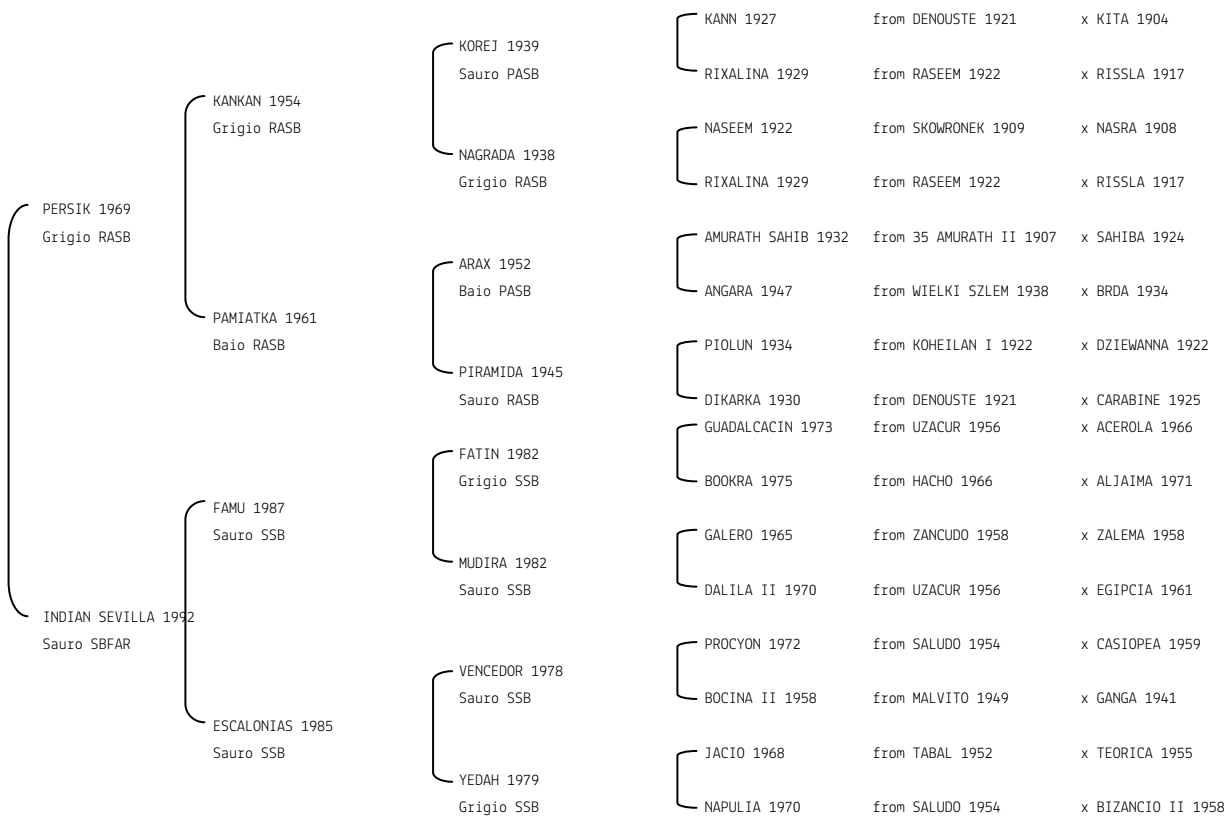 KANN 1927 from DENOUSTE 1921 x KITA 1904
KOREJ 1939
Sauro PASB
RIXALINA 1929 from RASEEM 1922 x RISSLA 1917
KANKAN 1954
Grigio RASB
NASEEM 1922 from SKOWRONEK 1909 x NASRA 1908
NAGRADA 1938
Grigio RASB
RIXALINA 1929 from RASEEM 1922 x RISSLA 1917
PERSIK 1969
Grigio RASB
AMURATH SAHIB 1932 from 35 AMURATH II 1907 x SAHIBA 1924
ARAX 1952
Baio PASB
ANGARA 1947 from WIELKI SZLEM 1938 x BRDA 1934
PAMIATKA 1961
Baio RASB
PIOLUN 1934 from KOHEILAN I 1922 x DZIEWANNA 1922
PIRAMIDA 1945
Sauro RASB
DIKARKA 1930 from DENOUSTE 1921 x CARABINE 1925
GUADALCACIN 1973 from UZACUR 1956 x ACEROLA 1966
FATIN 1982
Grigio SSB
BOOKRA 1975 from HACHO 1966 x ALJAIMA 1971
FAMU 1987
Sauro SSB
GALERO 1965 from ZANCUDO 1958 x ZALEMA 1958
MUDIRA 1982
Sauro SSB
DALILA II 1970 from UZACUR 1956 x EGIPCIA 1961
INDIAN SEVILLA 1992
Sauro SBFAR
PROCYON 1972 from SALUDO 1954 x CASIOPEA 1959
VENCEDOR 1978
Sauro SSB
BOCINA II 1958 from MALVITO 1949 x GANGA 1941
ESCALONIAS 1985
Sauro SSB
JACIO 1968 from TABAL 1952 x TEORICA 1955
YEDAH 1979
Grigio SSB
NAPULIA 1970 from SALUDO 1954 x BIZANCIO II 1958